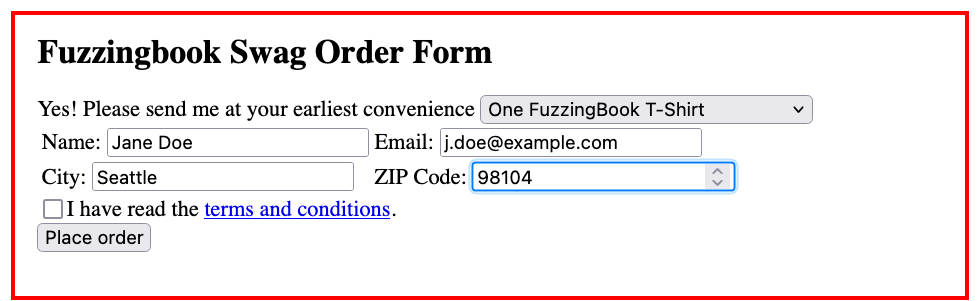 Fuzzingbook Swag Order Form
Yes! Please send me at your earliest convenience One FuzzingBook T-Shirt
Name: Jane Doe Email: j.doe@example.com
City: Seattle ZIP Code: 98104
I have read the terms and conditions.
Place order